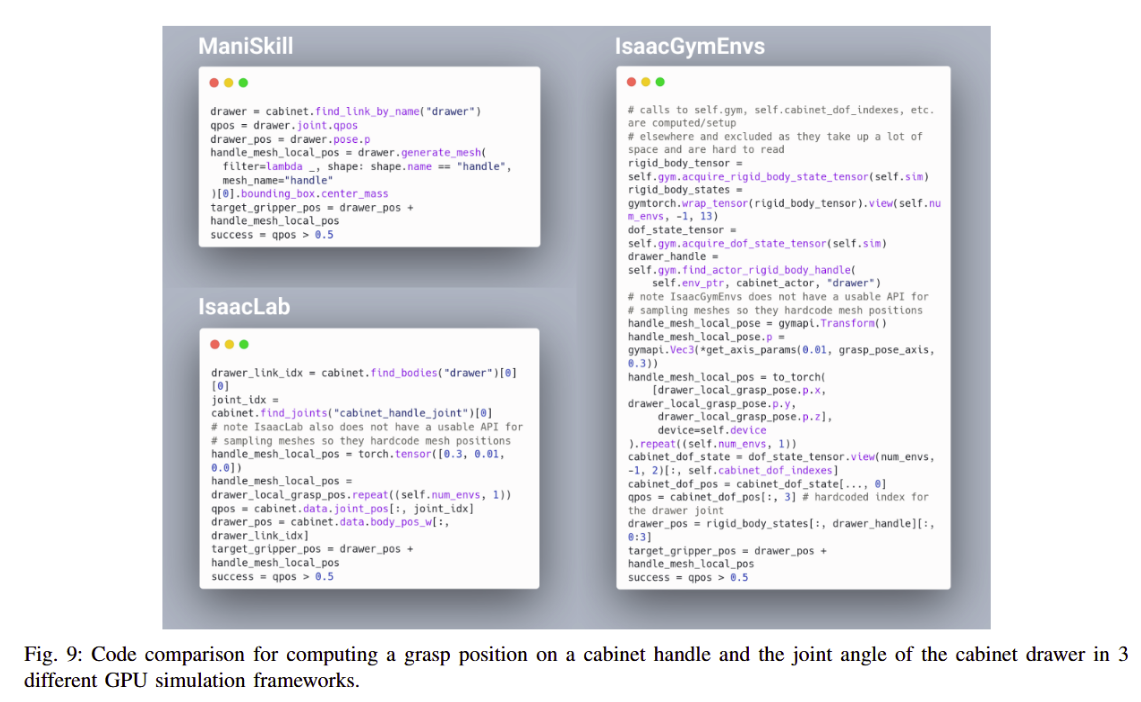 ManiSkill
drawer = cabinet.find_link_by_name("drawer")
qpos = drawer.joint.qpos
drawer_pos = drawer.pose.p
handle_mesh_local_pos = drawer.generate_mesh(
  filter=lambda _, shape: shape.name == "handle",
  mesh_name="handle"
)[0].bounding_box.center_mass
target_gripper_pos = drawer_pos +
handle_mesh_local_pos
success = qpos > 0.5
IsaacLab
drawer_link_idx = cabinet.find_bodies("drawer")[0]
[0]
joint_idx =
cabinet.find_joints("cabinet_handle_joint")[0]
# note IsaacLab also does not have a usable API for
# sampling meshes so they hardcode mesh positions
handle_mesh_local_pos = torch.tensor([0.3, 0.01,
0.0])
handle_mesh_local_pos =
drawer_local_grasp_pos.repeat((self.num_envs, 1))
qpos = cabinet.data.joint_pos[:, joint_idx]
drawer_pos = cabinet.data.body_pos_w[:,
drawer_link_idx]
target_gripper_pos = drawer_pos +
handle_mesh_local_pos
success = qpos > 0.5
IsaacGymEnvs
# calls to self.gym, self.cabinet_dof_indexes, etc.
are computed/setup
# elsewhere and excluded as they take up a lot of
space and are hard to read
rigid_body_tensor =
self.gym.acquire_rigid_body_state_tensor(self.sim)
rigid_body_states =
gymtorch.wrap_tensor(rigid_body_tensor).view(self.nu
m_envs, -1, 13)
dof_state_tensor =
self.gym.acquire_dof_state_tensor(self.sim)
drawer_handle =
self.gym.find_actor_rigid_body_handle(
    self.env_ptr, cabinet_actor, "drawer")
# note IsaacGymEnvs does not have a usable API for
# sampling meshes so they hardcode mesh positions
handle_mesh_local_pose = gymapi.Transform()
handle_mesh_local_pose.p =
gymapi.Vec3(*get_axis_params(0.01, grasp_pose_axis,
0.3))
handle_mesh_local_pos = to_torch(
    [drawer_local_grasp_pose.p.x,
drawer_local_grasp_pose.p.y,
     drawer_local_grasp_pose.p.z],
     device=self.device
).repeat((self.num_envs, 1))
cabinet_dof_state = dof_state_tensor.view(num_envs,
-1, 2)[:, self.cabinet_dof_indexes]
cabinet_dof_pos = cabinet_dof_state[..., 0]
qpos = cabinet_dof_pos[:, 3] # hardcoded index for
the drawer joint
drawer_pos = rigid_body_states[:, drawer_handle][:,
0:3]
target_gripper_pos = drawer_pos +
handle_mesh_local_pos
success = qpos > 0.5
Fig. 9: Code comparison for computing a grasp position on a cabinet handle and the joint angle of the cabinet drawer in 3
different GPU simulation frameworks.